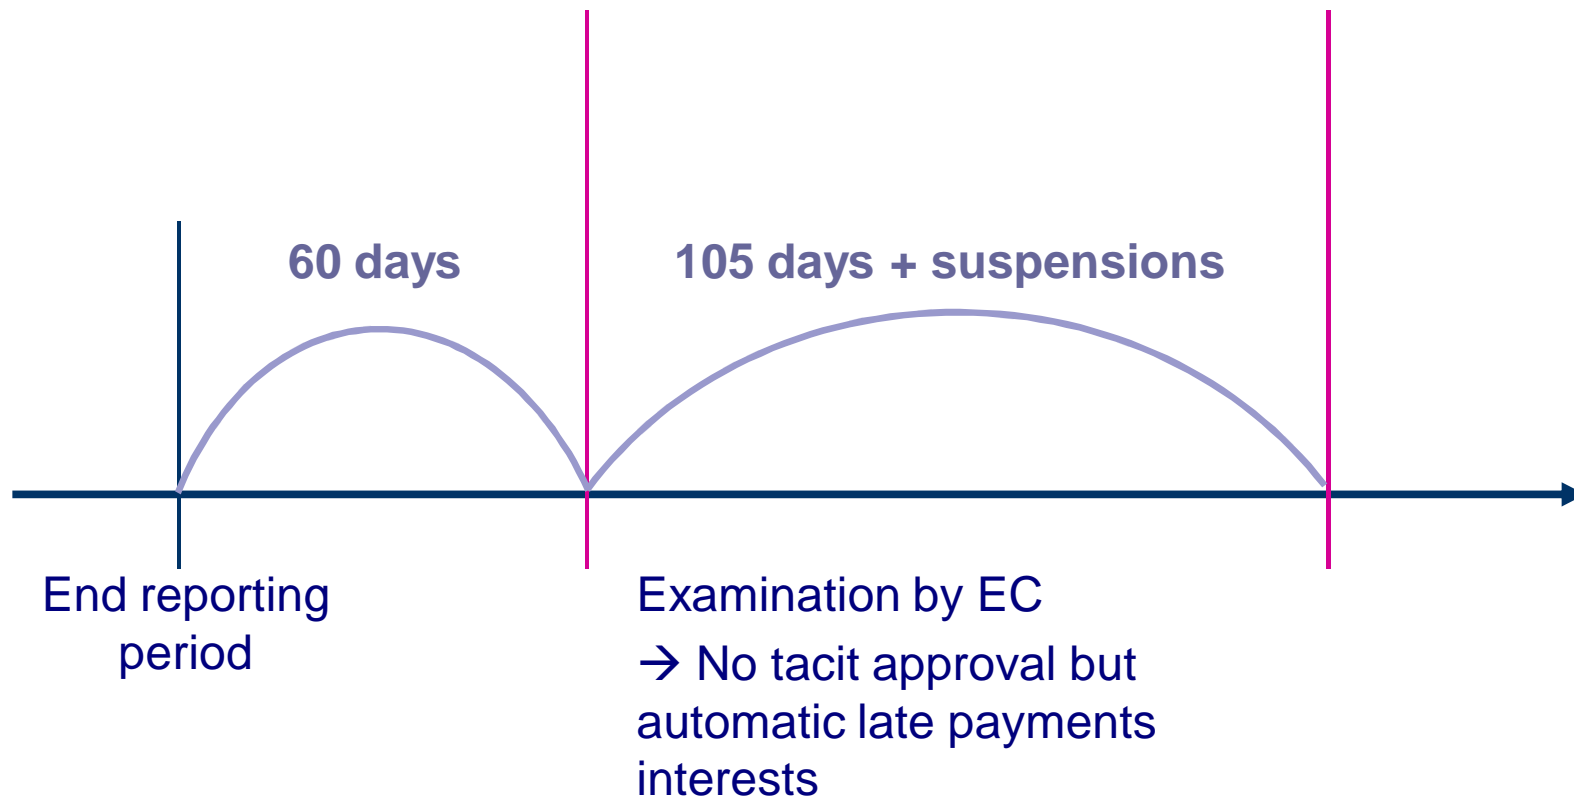 60 days
105 days + suspensions
End reporting
period
Examination by EC
→ No tacit approval but
automatic late payments
interests